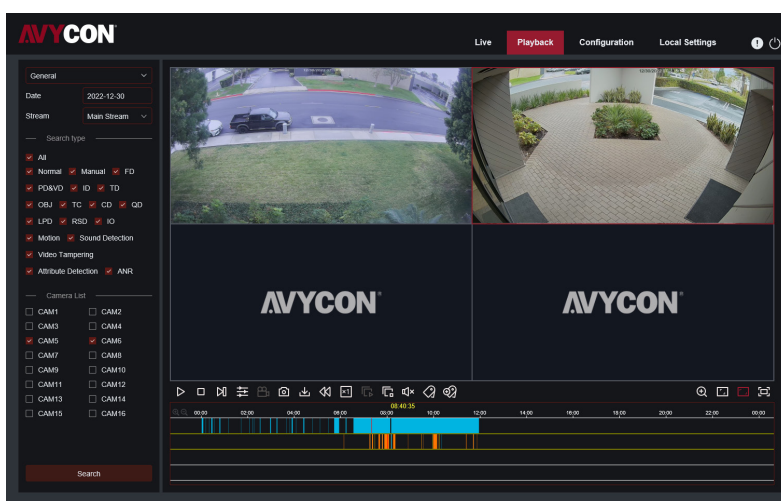 AVYCON
Live Playback Configuration Local Settings
General
Date 2022-12-30
Stream Main Stream
Search type
All
Normal Manual FD
PD&VD ID TD
OBJ TC CD QD
LPD RSD IO
Motion Sound Detection
Video Tampering
Attribute Detection ANR
Camera List
CAM1 CAM2
CAM3 CAM4
CAM5 CAM6
CAM7 CAM8
CAM9 CAM10
CAM11 CAM12
CAM13 CAM14
CAM15 CAM16
Search
AVYCON AVYCON
x1
08:40:35
00:00 02:00 04:00 06:00 08:00 10:00 12:00 14:00 16:00 18:00 20:00 22:00 00:00